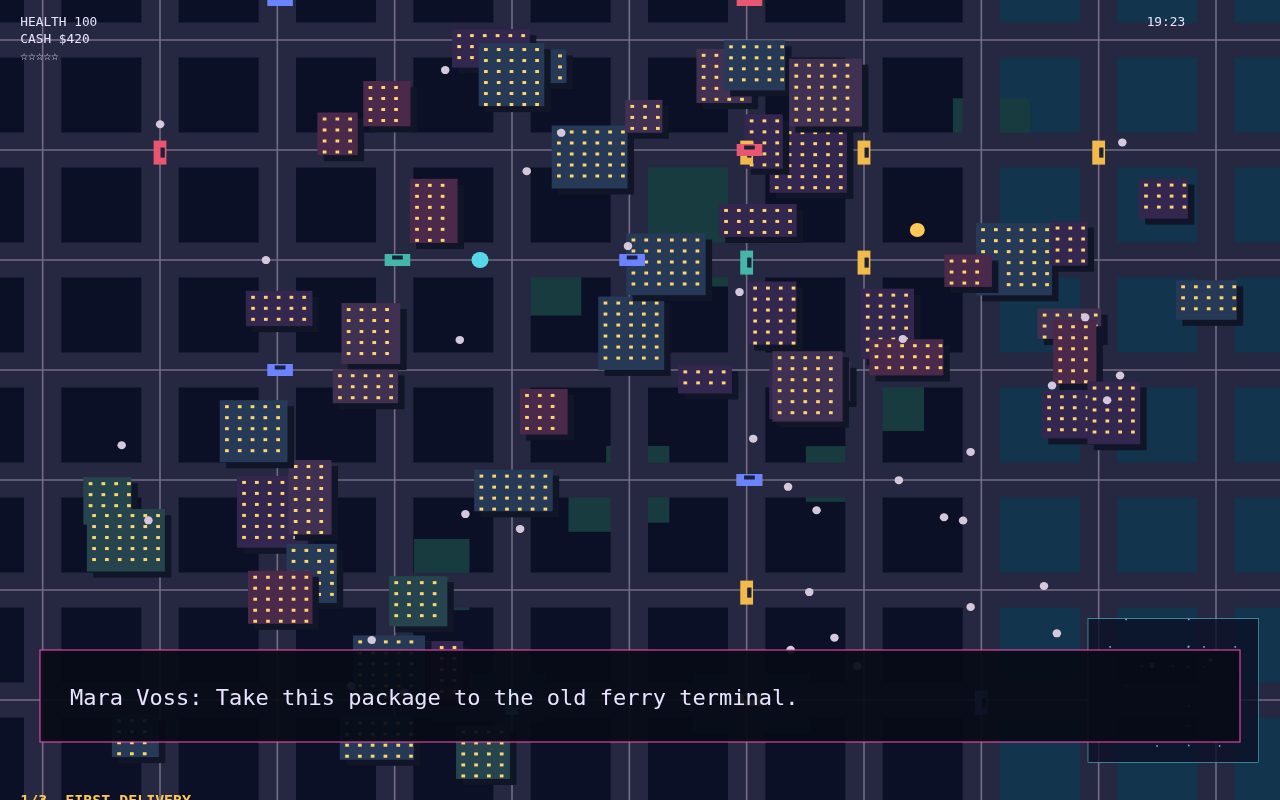 HEALTH 100
19:23
CASH $420
☆☆☆☆☆
Mara Voss: Take this package to the old ferry terminal.
1/3 FIRST DELIVERY